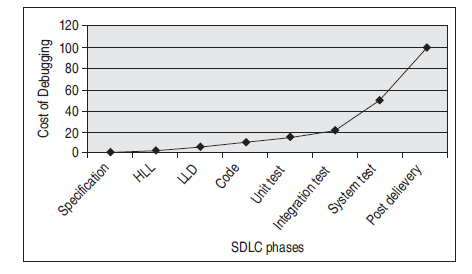 120
100
80
60
40
20
0
Cost of Debugging
Specification
HLL
LLD
Code
Unit test
Integration test
System test
Post delievery
SDLC phases